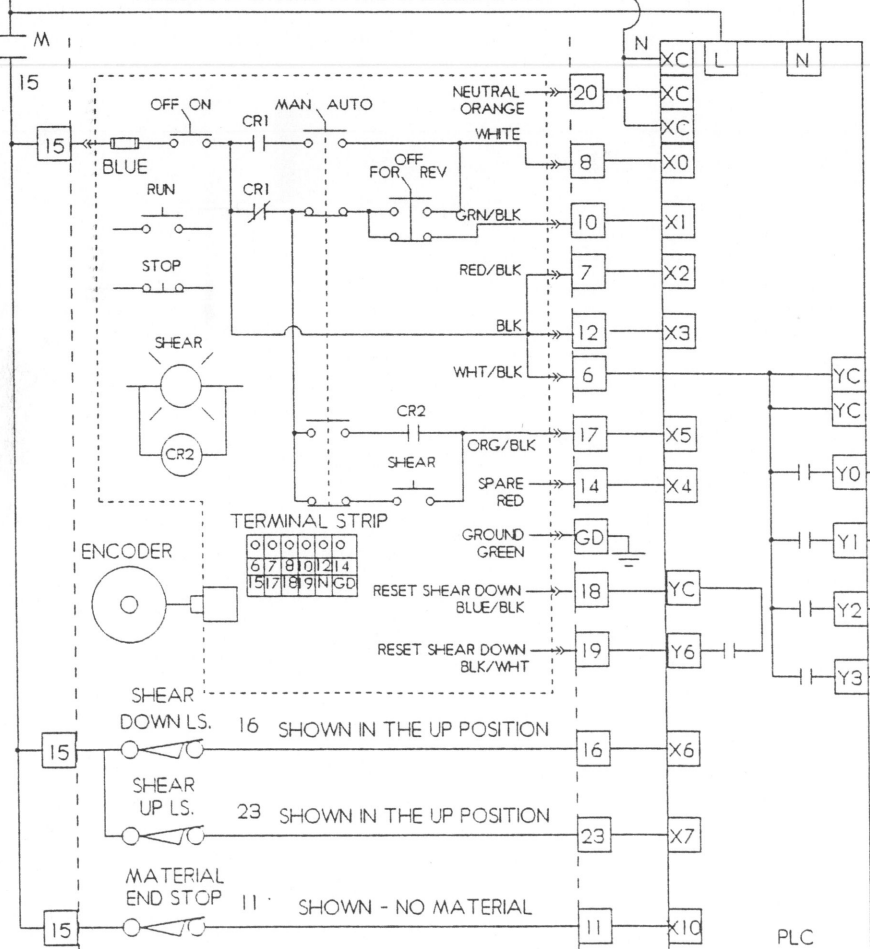 M
N
15
XC
L
N
XC
XC
OFF ON
MAN AUTO
NEUTRAL
ORANGE
20
CR1
WHITE
15
BLUE
8
X0
OFF
FOR REV
RUN
CR1
GRN/BLK
10
X1
STOP
RED/BLK
7
X2
BLK
12
X3
SHEAR
WHT/BLK
6
YC
YC
CR2
CR2
ORG/BLK
17
X5
SHEAR
SPARE
RED
14
X4
Y0
TERMINAL STRIP
6 7 8 10 12 14
15 17 18 19 N GD
ENCODER
GROUND
GREEN
GD
Y1
RESET SHEAR DOWN
BLUE/BLK
18
YC
Y2
RESET SHEAR DOWN
BLK/WHT
19
Y6
Y3
SHEAR
DOWN LS.
16 SHOWN IN THE UP POSITION
15
16
X6
SHEAR
UP LS.
23 SHOWN IN THE UP POSITION
23
X7
MATERIAL
END STOP
11 SHOWN - NO MATERIAL
15
11
X10
PLC